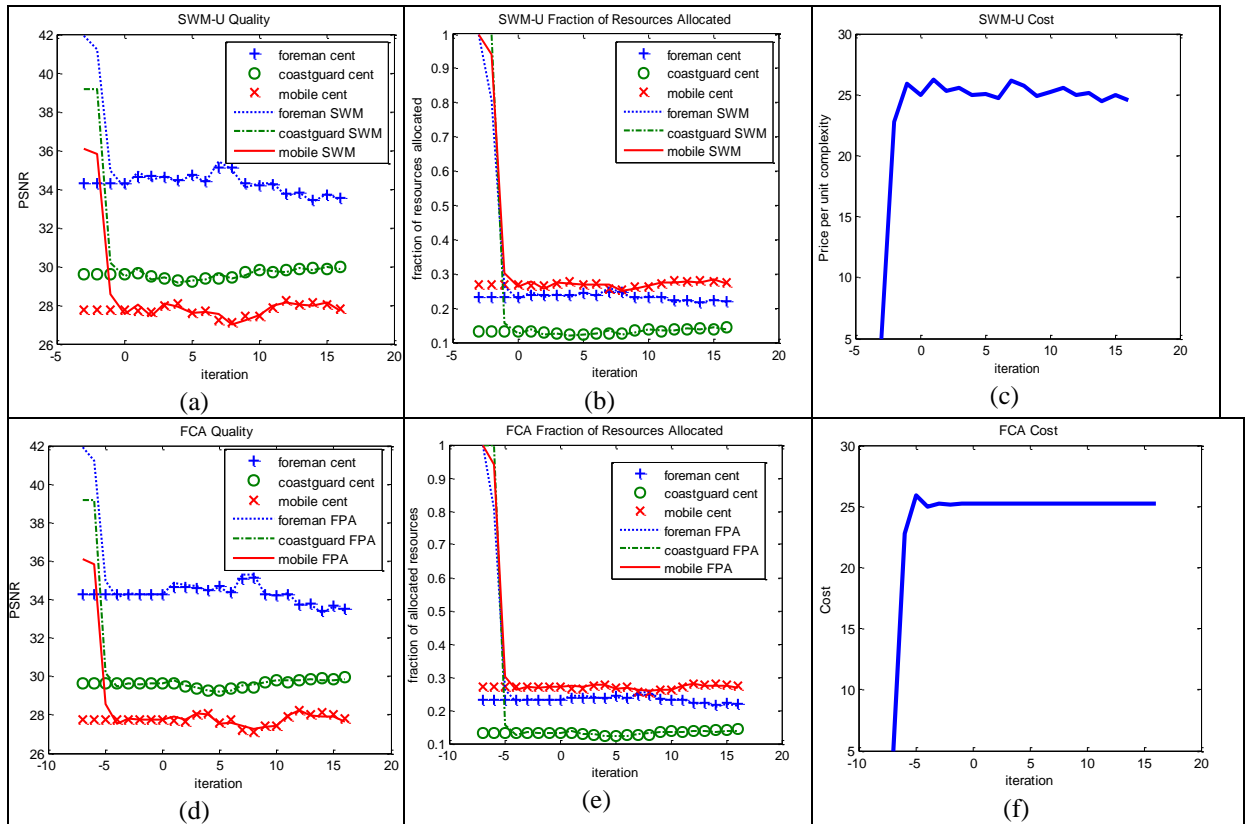 SWM-U Quality
42
40
38
36
34
32
30
28
26
-5
0
5
10
15
20
PSNR
iteration
foreman cent
coastguard cent
mobile cent
foreman SWM
coastguard SWM
mobile SWM
(a)
SWM-U Fraction of Resources Allocated
1
0.9
0.8
0.7
0.6
0.5
0.4
0.3
0.2
0.1
-5
0
5
10
15
20
fraction of resources allocated
iteration
foreman cent
coastguard cent
mobile cent
foreman SWM
coastguard SWM
mobile SWM
(b)
SWM-U Cost
30
25
20
15
10
5
-5
0
5
10
15
20
Price per unit complexity
iteration
(c)
FCA Quality
42
40
38
36
34
32
30
28
26
-10
-5
0
5
10
15
20
PSNR
iteration
foreman cent
coastguard cent
mobile cent
foreman FPA
coastguard FPA
mobile FPA
(d)
FCA Fraction of Resources Allocated
1
0.9
0.8
0.7
0.6
0.5
0.4
0.3
0.2
0.1
-10
-5
0
5
10
15
20
fraction of allocated resources
iteration
foreman cent
coastguard cent
mobile cent
foreman FPA
coastguard FPA
mobile FPA
(e)
FCA Cost
30
25
20
15
10
5
-10
-5
0
5
10
15
20
Cost
iteration
(f)